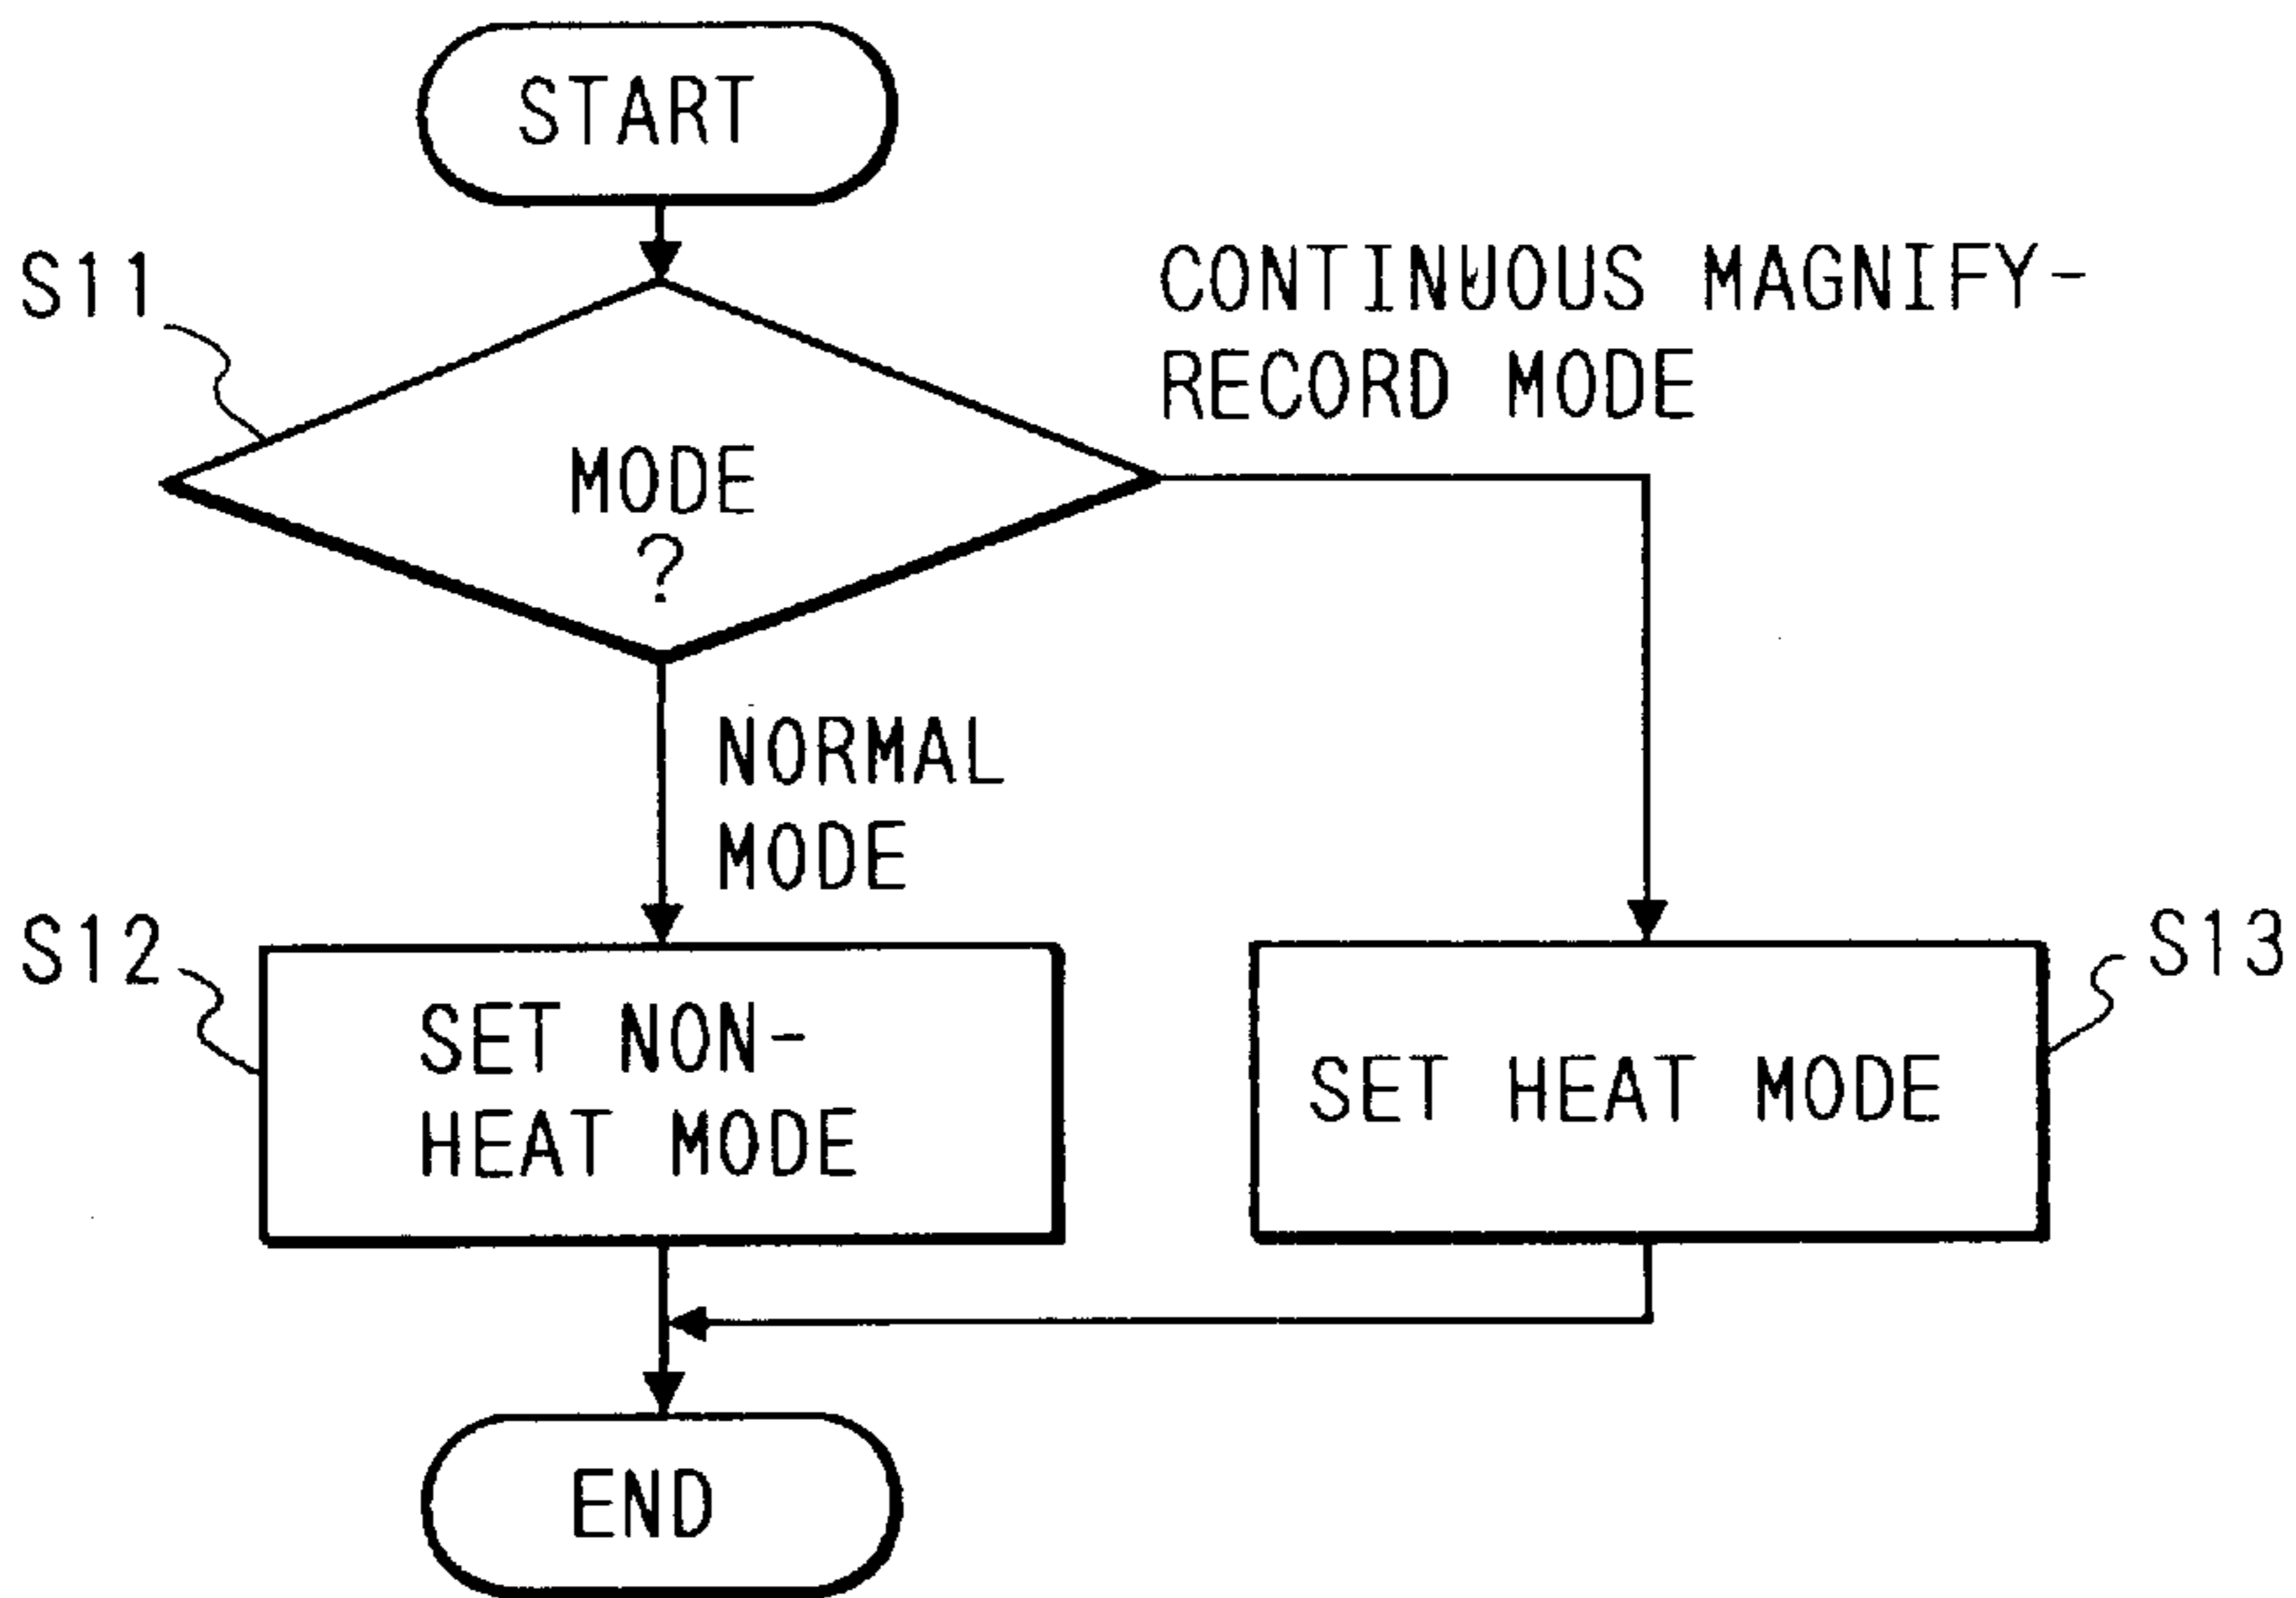 START
S11
CONTINUOUS MAGNIFY-
RECORD MODE
MODE
?
NORMAL
MODE
S12
SET NON-
HEAT MODE
S13
SET HEAT MODE
END